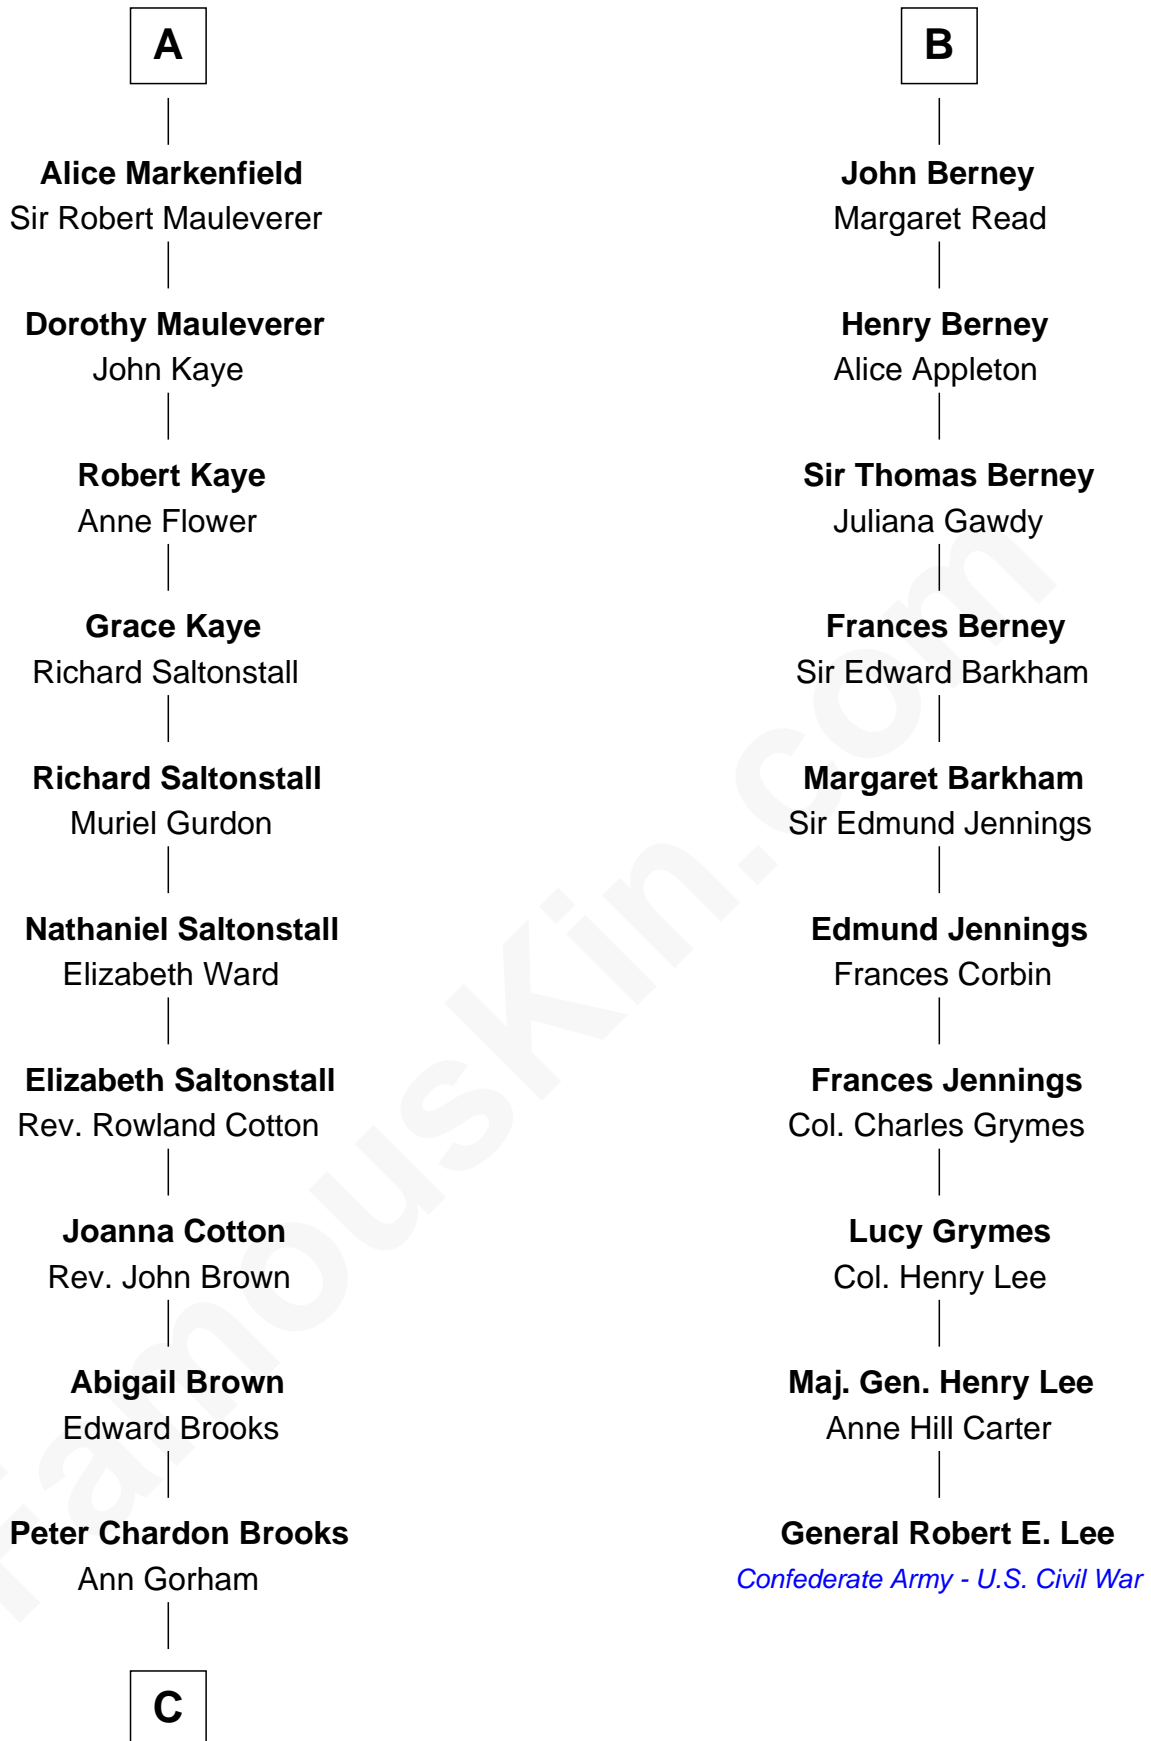 A
Alice Markenfield
Sir Robert Mauleverer
Dorothy Mauleverer
John Kaye
Robert Kaye
Anne Flower
Grace Kaye
Richard Saltonstall
Richard Saltonstall
Muriel Gurdon
Nathaniel Saltonstall
Elizabeth Ward
Elizabeth Saltonstall
Rev. Rowland Cotton
Joanna Cotton
Rev. John Brown
Abigail Brown
Edward Brooks
Peter Chardon Brooks
Ann Gorham
C
B
John Berney
Margaret Read
Henry Berney
Alice Appleton
Sir Thomas Berney
Juliana Gawdy
Frances Berney
Sir Edward Barkham
Margaret Barkham
Sir Edmund Jennings
Edmund Jennings
Frances Corbin
Frances Jennings
Col. Charles Grymes
Lucy Grymes
Col. Henry Lee
Maj. Gen. Henry Lee
Anne Hill Carter
General Robert E. Lee
Confederate Army - U.S. Civil War
FamousKin.com